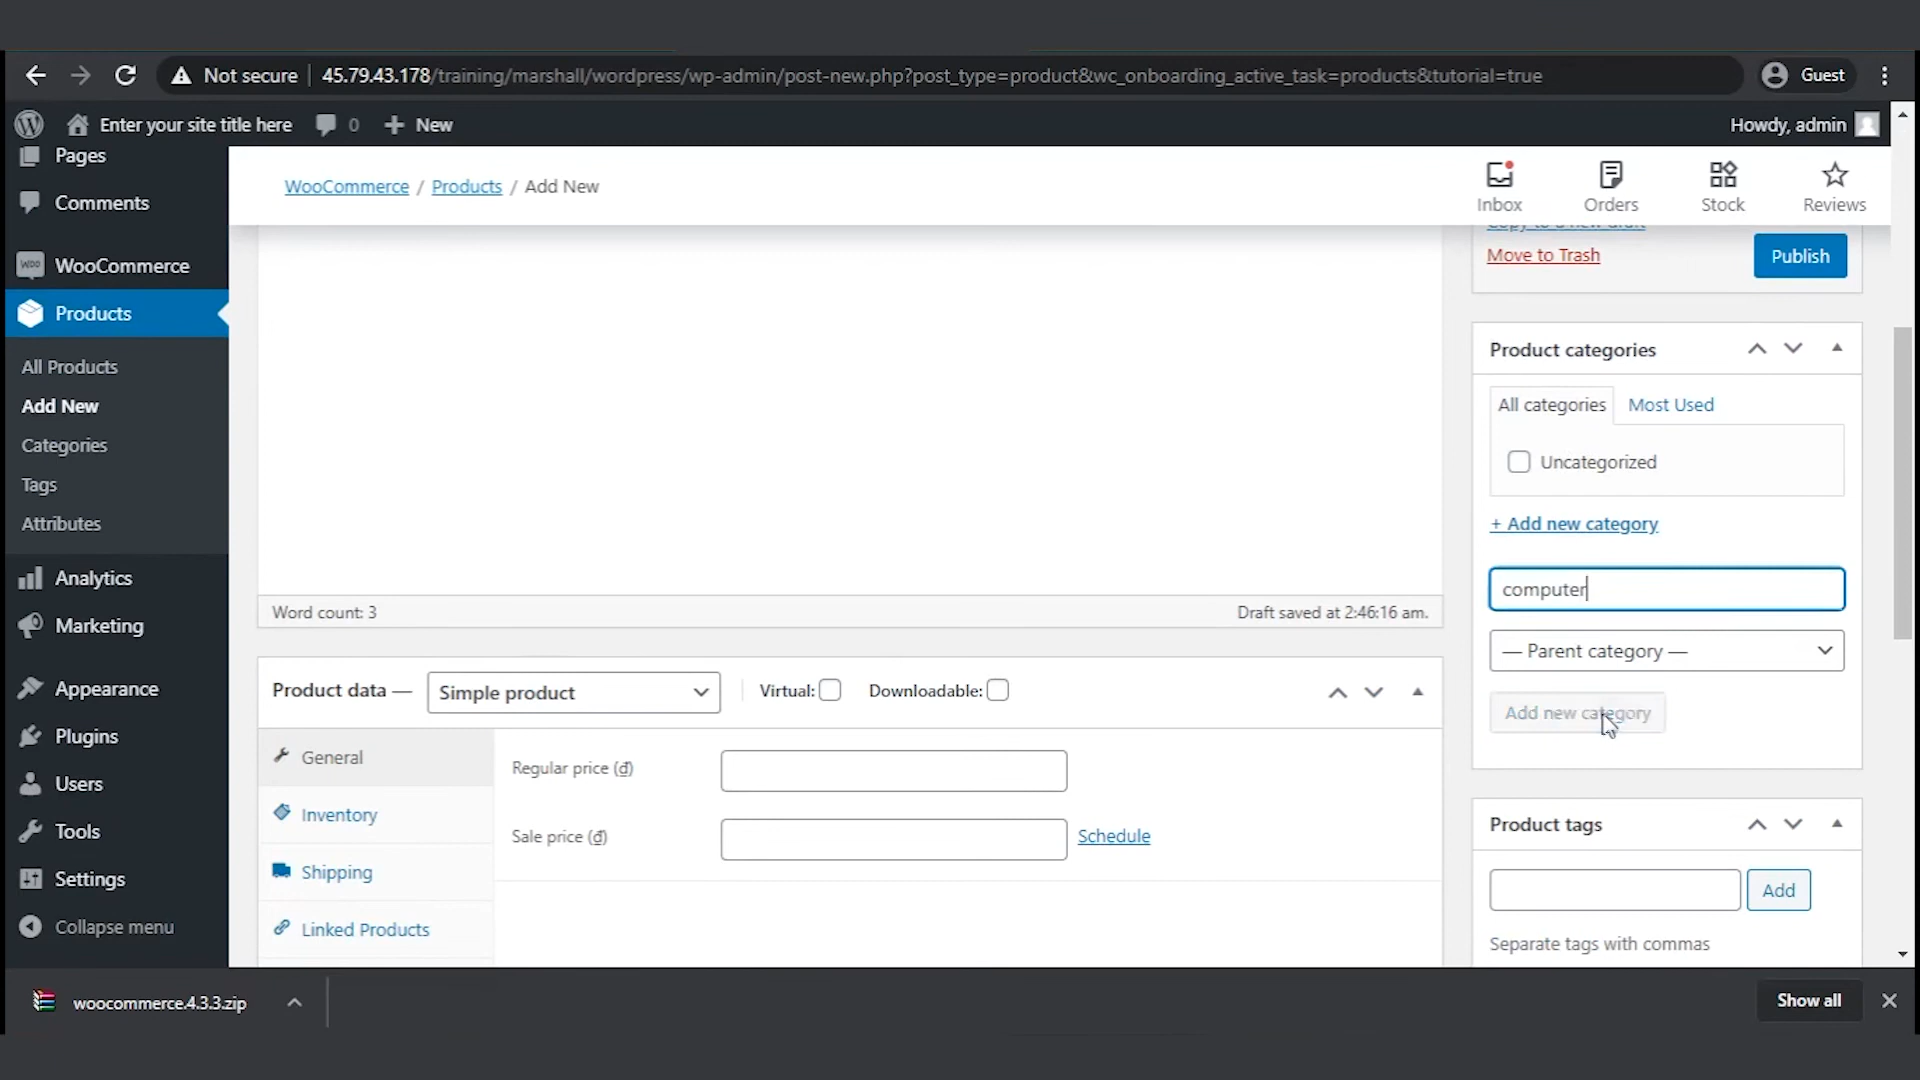 Not secure
45.79.43.178/training/marshall/wordpress/wp-admin/post-new.php?post_type=product&wc_onboarding_active_task=products&tutorial=true
Guest
Enter your site title here
0
New
Howdy, admin
Pages
Comments
WOO
WooCommerce
Products
All Products
Add New
Categories
Tags
Attributes
Analytics
Marketing
Appearance
Plugins
Users
Tools
Settings
Collapse menu
WooCommerce / Products / Add New
Inbox
Orders
Stock
Reviews
Word count: 3
Draft saved at 2:46:16 am.
Product data —
Simple product
Virtual:
Downloadable:
General
Inventory
Shipping
Linked Products
Regular price (₫)
Sale price (₫)
Schedule
Copy to a new draft
Move to Trash
Publish
Product categories
All categories
Most Used
Uncategorized
+ Add new category
computer
— Parent category —
Add new category
Product tags
Add
Separate tags with commas
woocommerce.4.3.3.zip
Show all